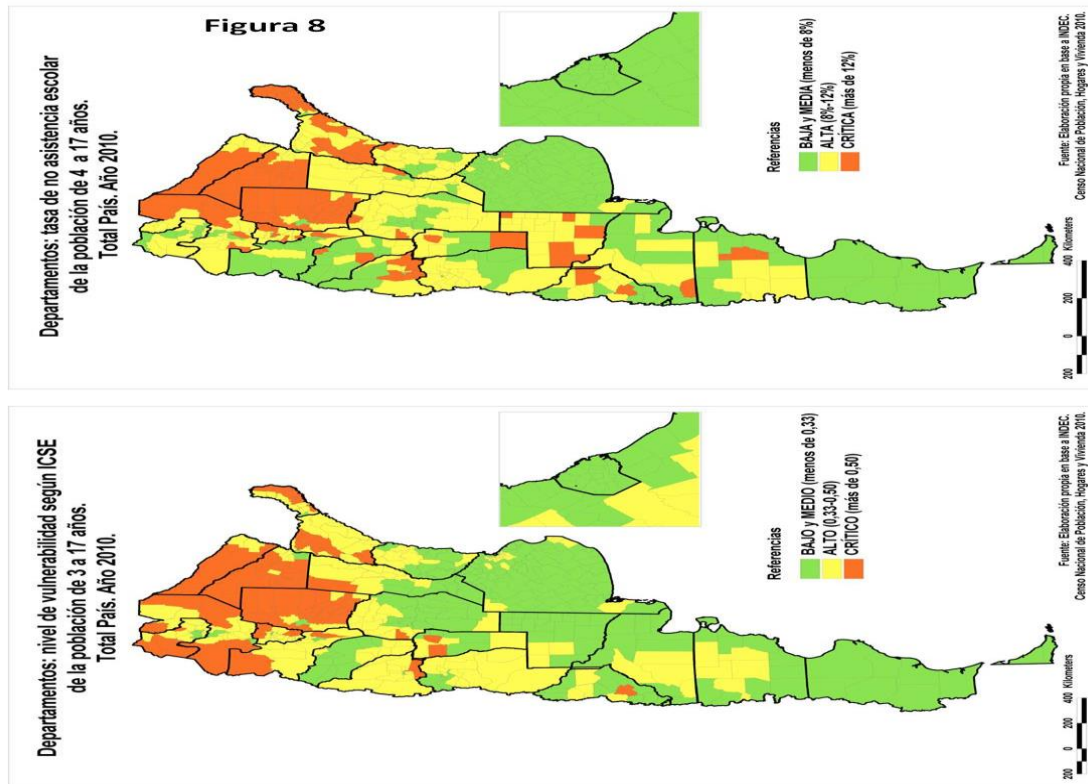 Figura 8
Departamentos: tasa de no asistencia escolar
de la población de 4 a 17 años.
Total País. Año 2010.
Referencias
BAJA y MEDIA (menos de 8%)
ALTA (8%-12%)
CRÍTICA (más de 12%)
Fuente: Elaboración propia en base a INDEC.
Censo Nacional de Población, Hogares y Vivienda 2010.
Kilometers
200 0 200 400
Departamentos: nivel de vulnerabilidad según ICSE
de la población de 3 a 17 años.
Total País. Año 2010.
Referencias
BAJO y MEDIO (menos de 0,33)
ALTO (0,33-0,50)
CRÍTICO (más de 0,50)
Fuente: Elaboración propia en base a INDEC.
Censo Nacional de Población, Hogares y Vivienda 2010.
Kilometers
200 0 200 400